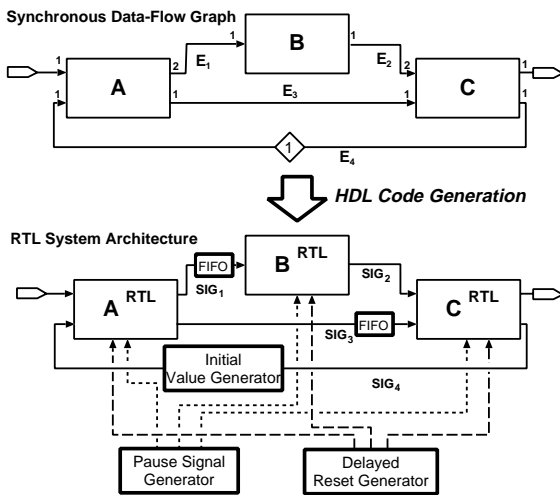 Synchronous Data-Flow Graph
B
1
1
1
2
E1
E2
2
1
A
E3
C
1
1
1
1
1
E4
HDL Code Generation
RTL System Architecture
B RTL
FIFO
SIG1
SIG2
A RTL
C RTL
SIG3
FIFO
Initial
Value Generator
SIG4
Pause Signal
Generator
Delayed
Reset Generator